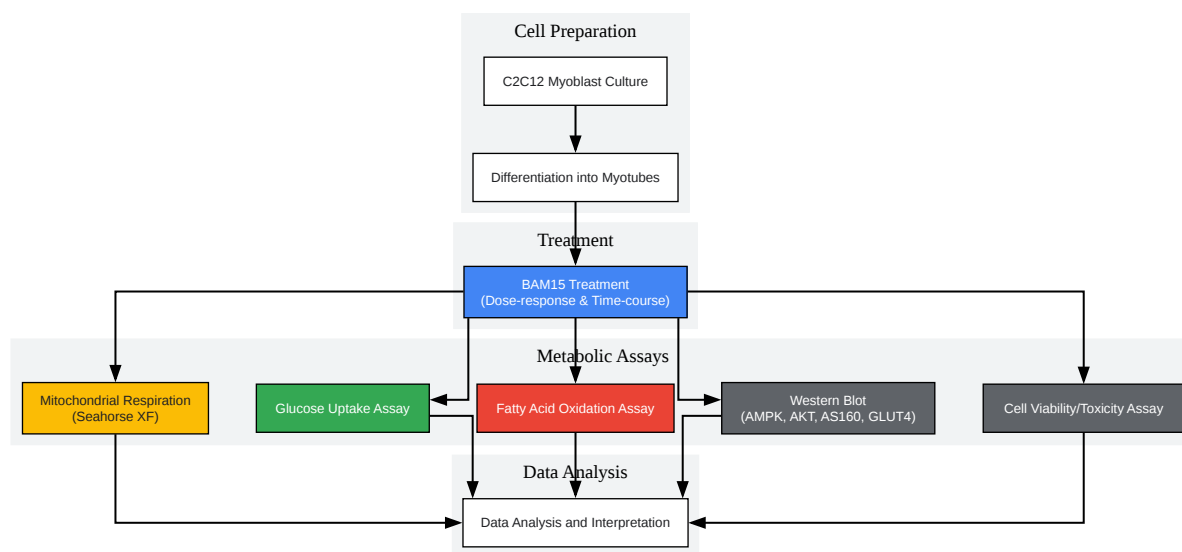 Cell Preparation
C2C12 Myoblast Culture
Differentiation into Myotubes
Treatment
BAM15 Treatment
(Dose-response & Time-course)
Metabolic Assays
Mitochondrial Respiration
(Seahorse XF)
Glucose Uptake Assay
Fatty Acid Oxidation Assay
Western Blot
(AMPK, AKT, AS160, GLUT4)
Cell Viability/Toxicity Assay
Data Analysis
Data Analysis and Interpretation